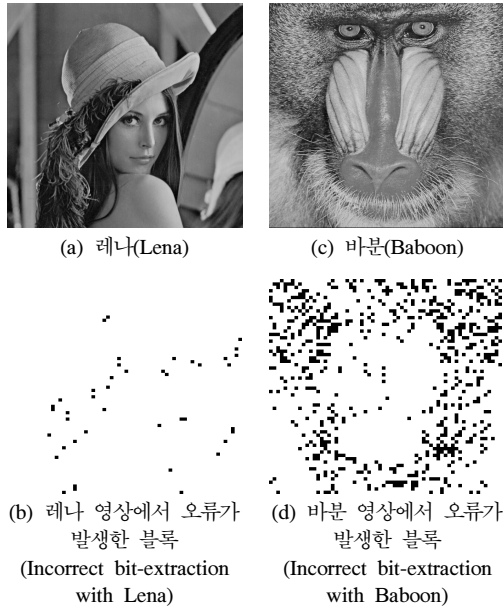 (a) 레나(Lena)
(c) 바분(Baboon)
(b) 레나 영상에서 오류가
발생한 블록
(Incorrect bit-extraction
with Lena)
(d) 바분 영상에서 오류가
발생한 블록
(Incorrect bit-extraction
with Baboon)